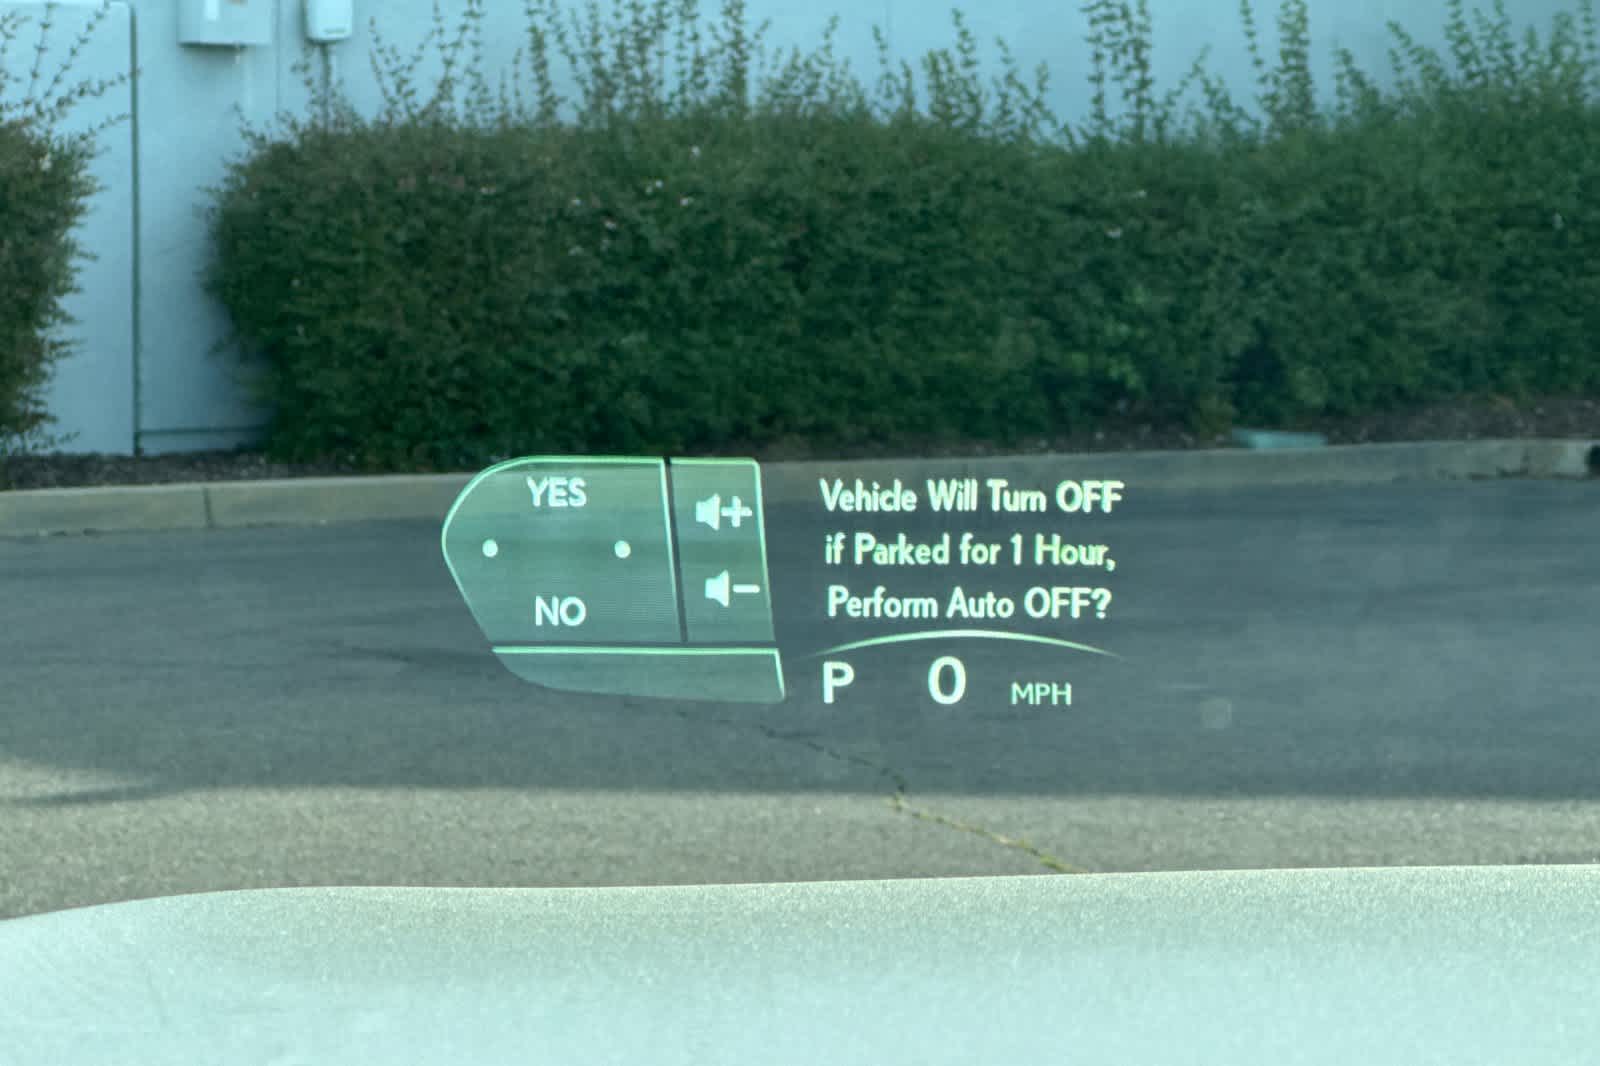 YES
NO
Vehicle Will Turn OFF
if Parked for 1 Hour,
Perform Auto OFF?
P 0 MPH